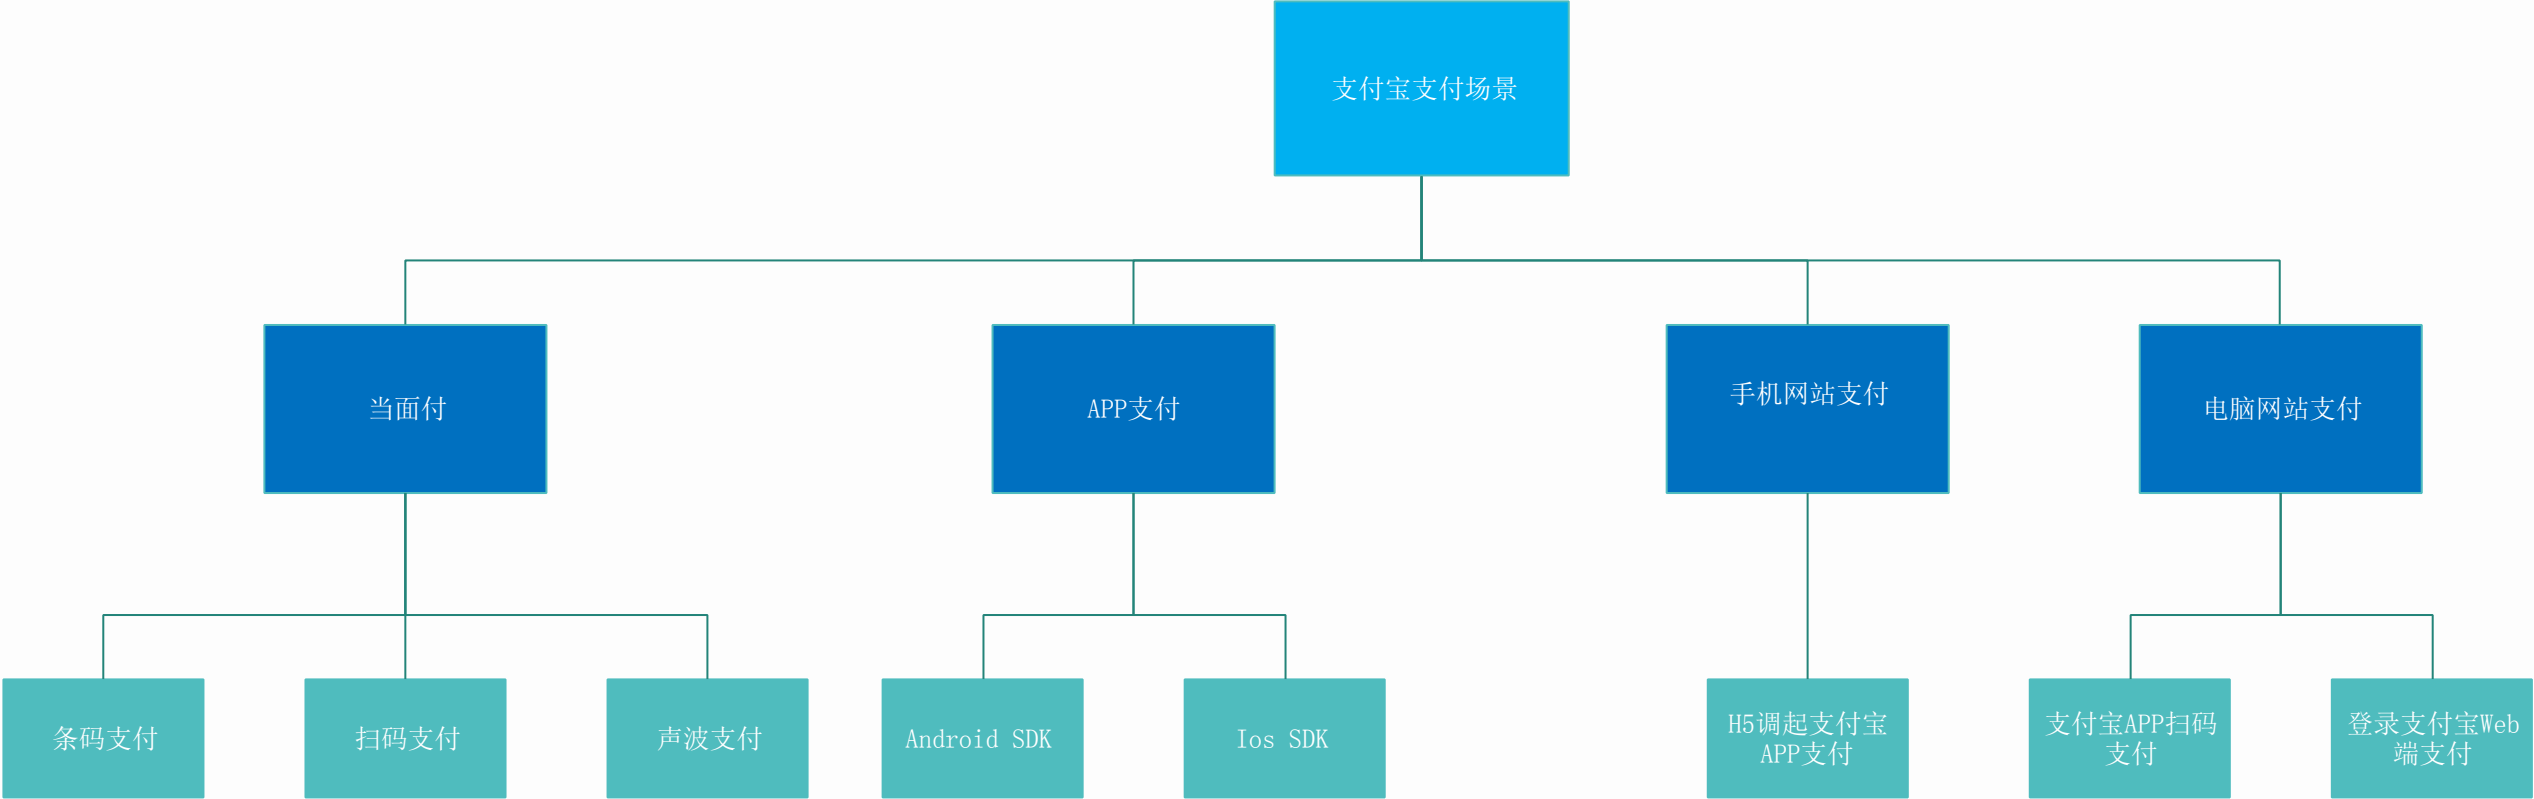 支付宝支付场景
当面付
APP支付
手机网站支付
电脑网站支付
条码支付
扫码支付
声波支付
Android SDK
Ios SDK
H5调起支付宝
APP支付
支付宝APP扫码
支付
登录支付宝Web
端支付